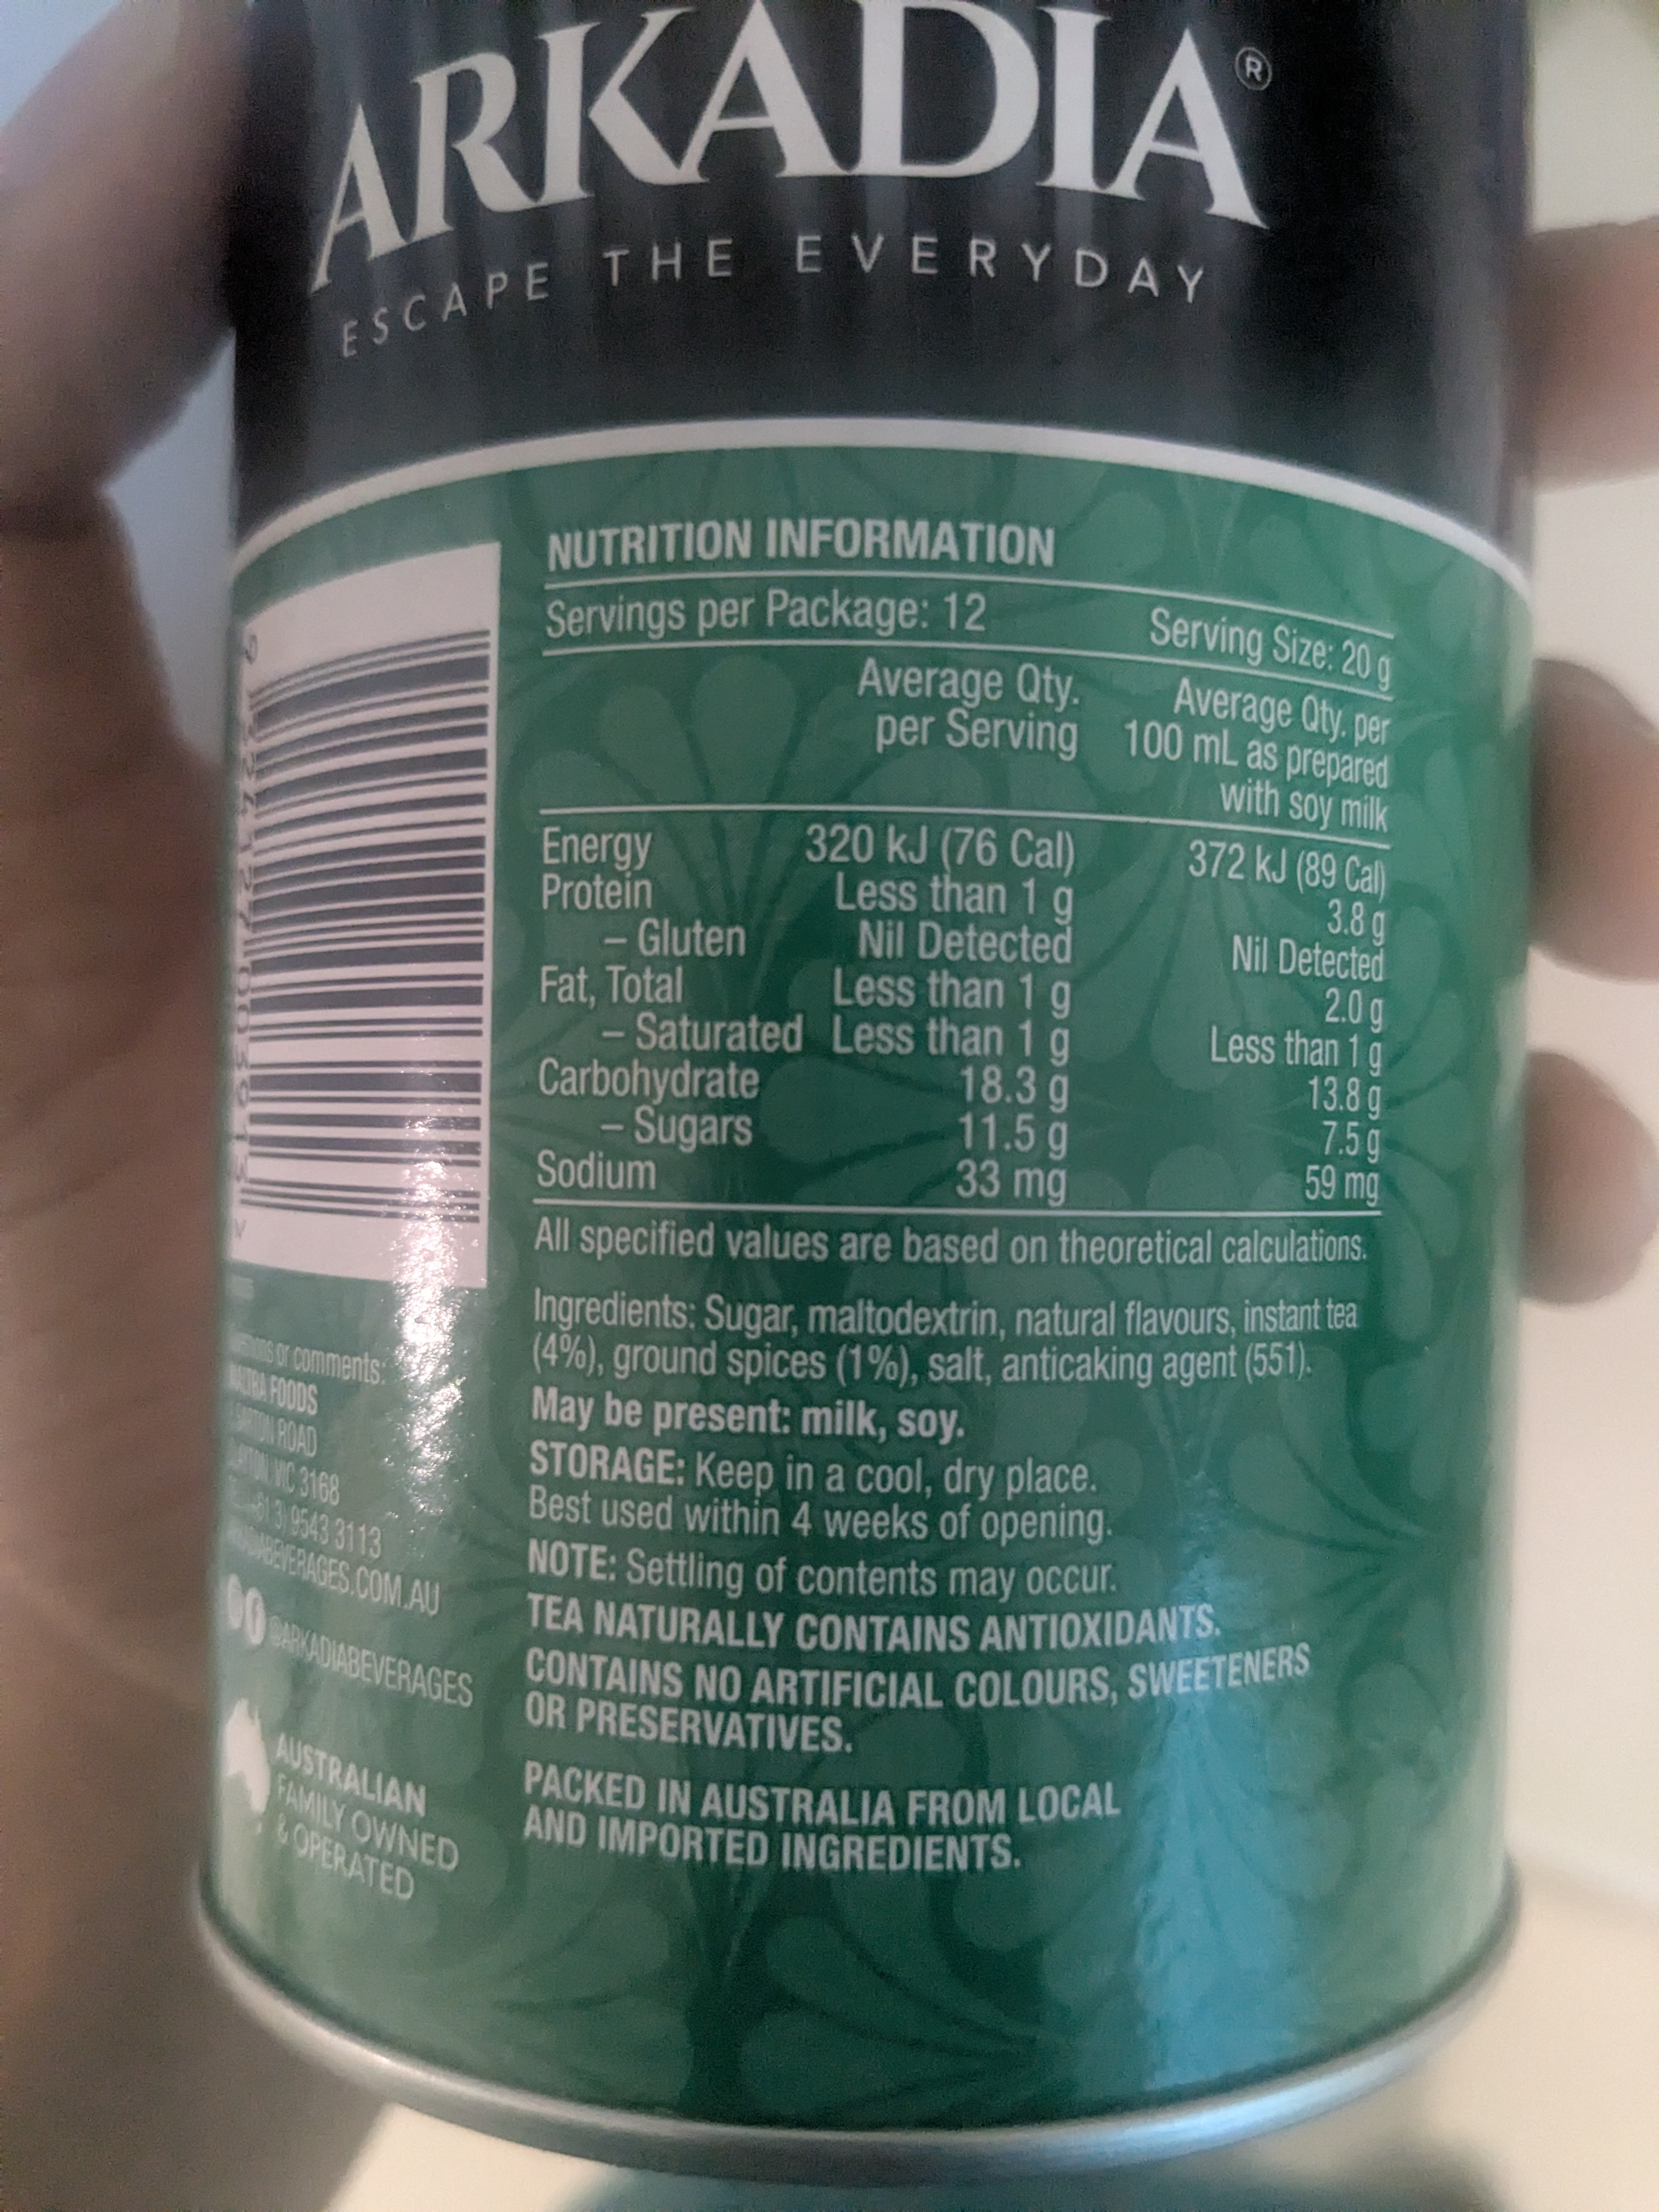 ARKADIA®
ESCAPE THE EVERYDAY
NUTRITION INFORMATION
Servings per Package: 12 Serving Size: 20 g
Average Qty. per Serving Average Qty. per 100 mL as prepared with soy milk
Energy 320 kJ (76 Cal) 372 kJ (89 Cal)
Protein Less than 1 g 3.8 g
– Gluten Nil Detected Nil Detected
Fat, Total Less than 1 g 2.0 g
– Saturated Less than 1 g Less than 1 g
Carbohydrate 18.3 g 13.8 g
– Sugars 11.5 g 7.5 g
Sodium 33 mg 59 mg
All specified values are based on theoretical calculations.
Ingredients: Sugar, maltodextrin, natural flavours, instant tea
(4%), ground spices (1%), salt, anticaking agent (551).
May be present: milk, soy.
STORAGE: Keep in a cool, dry place.
Best used within 4 weeks of opening.
NOTE: Settling of contents may occur.
TEA NATURALLY CONTAINS ANTIOXIDANTS.
CONTAINS NO ARTIFICIAL COLOURS, SWEETENERS
OR PRESERVATIVES.
PACKED IN AUSTRALIA FROM LOCAL
AND IMPORTED INGREDIENTS.
or comments:
FOODS
ROAD
VIC 3168
9543 3113
BEVERAGES.COM.AU
@ARKADIABEVERAGES
AUSTRALIAN
FAMILY OWNED
& OPERATED